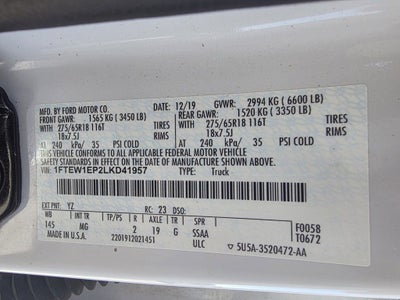 MFD. BY FORD MOTOR CO.
DATE: 12/19 GVWR: 2994 KG (6600 LB)
FRONT GAWR: 1565 KG (3450 LB) REAR GAWR: 1520 KG (3350 LB)
WITH 275/65R18 116T TIRES WITH 275/65R18 116T TIRES
18x7.5J RIMS 18x7.5J RIMS
AT 240 kPa/ 35 PSI COLD AT 240 kPa/ 35 PSI COLD
THIS VEHICLE CONFORMS TO ALL APPLICABLE FEDERAL MOTOR VEHICLE
SAFETY STANDARDS IN EFFECT ON THE DATE OF MANUFACTURE SHOWN ABOVE.
VIN: 1FTEW1EP2LKD41957 TYPE: Truck
EXT PNT: YZ RC: 23 DSO:
WB INT TR TP/PS R AXLE TR SPR F0058
145 MG 2 19 G SSAA T0672
MADE IN U.S.A. ULC
2201912021451 5U5A-3520472-AA